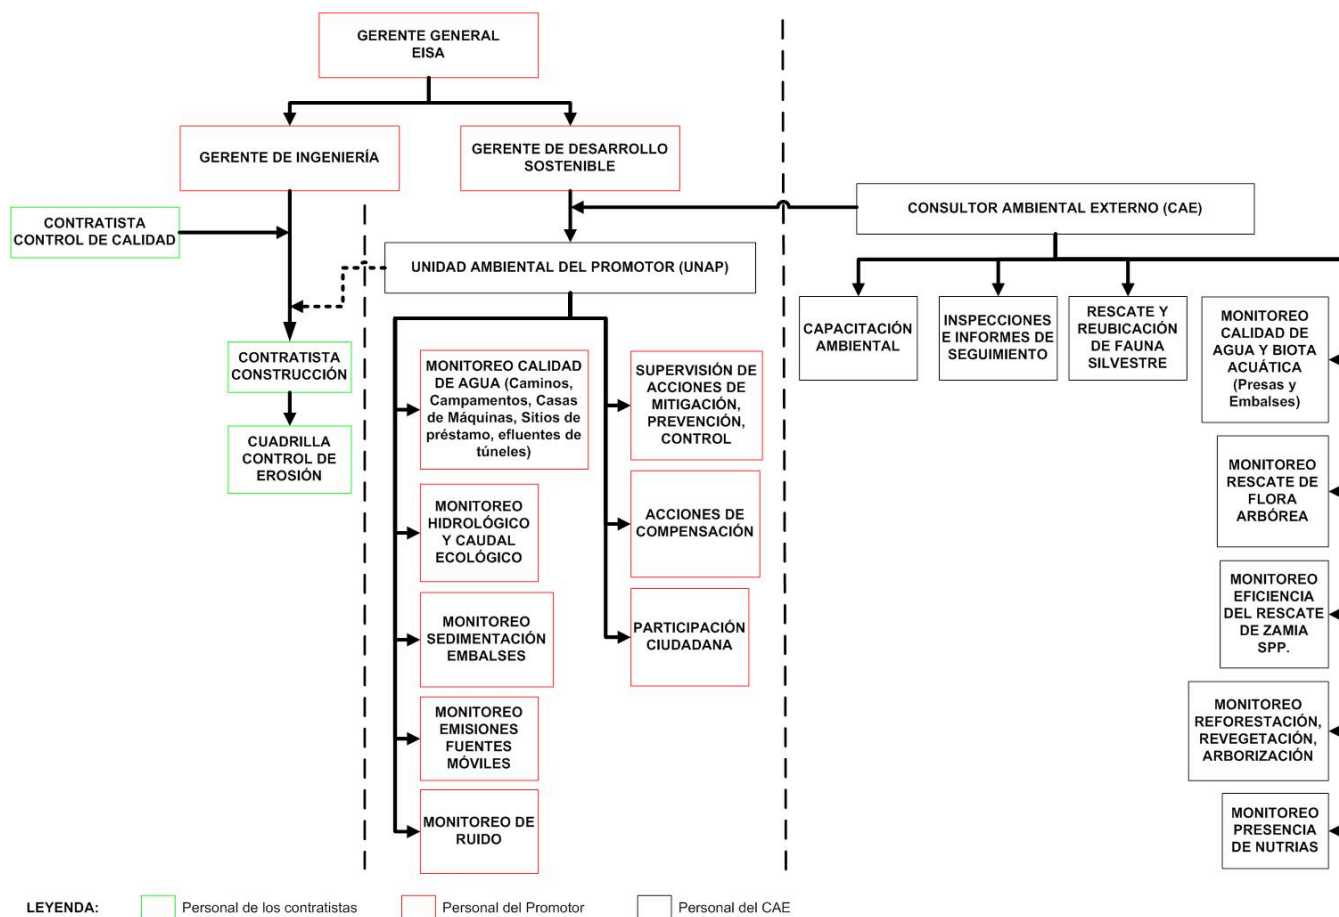 GERENTE GENERAL
EISA
GERENTE DE INGENIERÍA
GERENTE DE DESARROLLO
SOSTENIBLE
CONTRATISTA
CONTROL DE CALIDAD
CONSULTOR AMBIENTAL EXTERNO (CAE)
UNIDAD AMBIENTAL DEL PROMOTOR (UNAP)
CONTRATISTA
CONSTRUCCIÓN
CUADRILLA
CONTROL DE
EROSIÓN
MONITOREO CALIDAD
DE AGUA (Caminos,
Campamentos, Casas
de Máquinas, Sitios de
préstamo, efluentes de
túneles)
MONITOREO
HIDROLÓGICO
Y CAUDAL
ECOLÓGICO
MONITOREO
SEDIMENTACIÓN
EMBALSES
MONITOREO
EMISIONES
FUENTES
MÓVILES
MONITOREO DE
RUIDO
SUPERVISIÓN DE
ACCIONES DE
MITIGACIÓN,
PREVENCIÓN,
CONTROL
ACCIONES DE
COMPENSACIÓN
PARTICIPACIÓN
CIUDADANA
CAPACITACIÓN
AMBIENTAL
INSPECCIONES
E INFORMES DE
SEGUIMIENTO
RESCATE Y
REUBICACIÓN
DE FAUNA
SILVESTRE
MONITOREO
CALIDAD DE
AGUA Y BIOTA
ACUÁTICA
(Presas y
Embalses)
MONITOREO
RESCATE DE
FLORA
ARBÓREA
MONITOREO
EFICIENCIA
DEL RESCATE
DE ZAMIA
SPP.
MONITOREO
REFORESTACIÓN,
REVEGETACIÓN,
ARBORIZACIÓN
MONITOREO
PRESENCIA
DE NUTRIAS
LEYENDA: Personal de los contratistas Personal del Promotor Personal del CAE